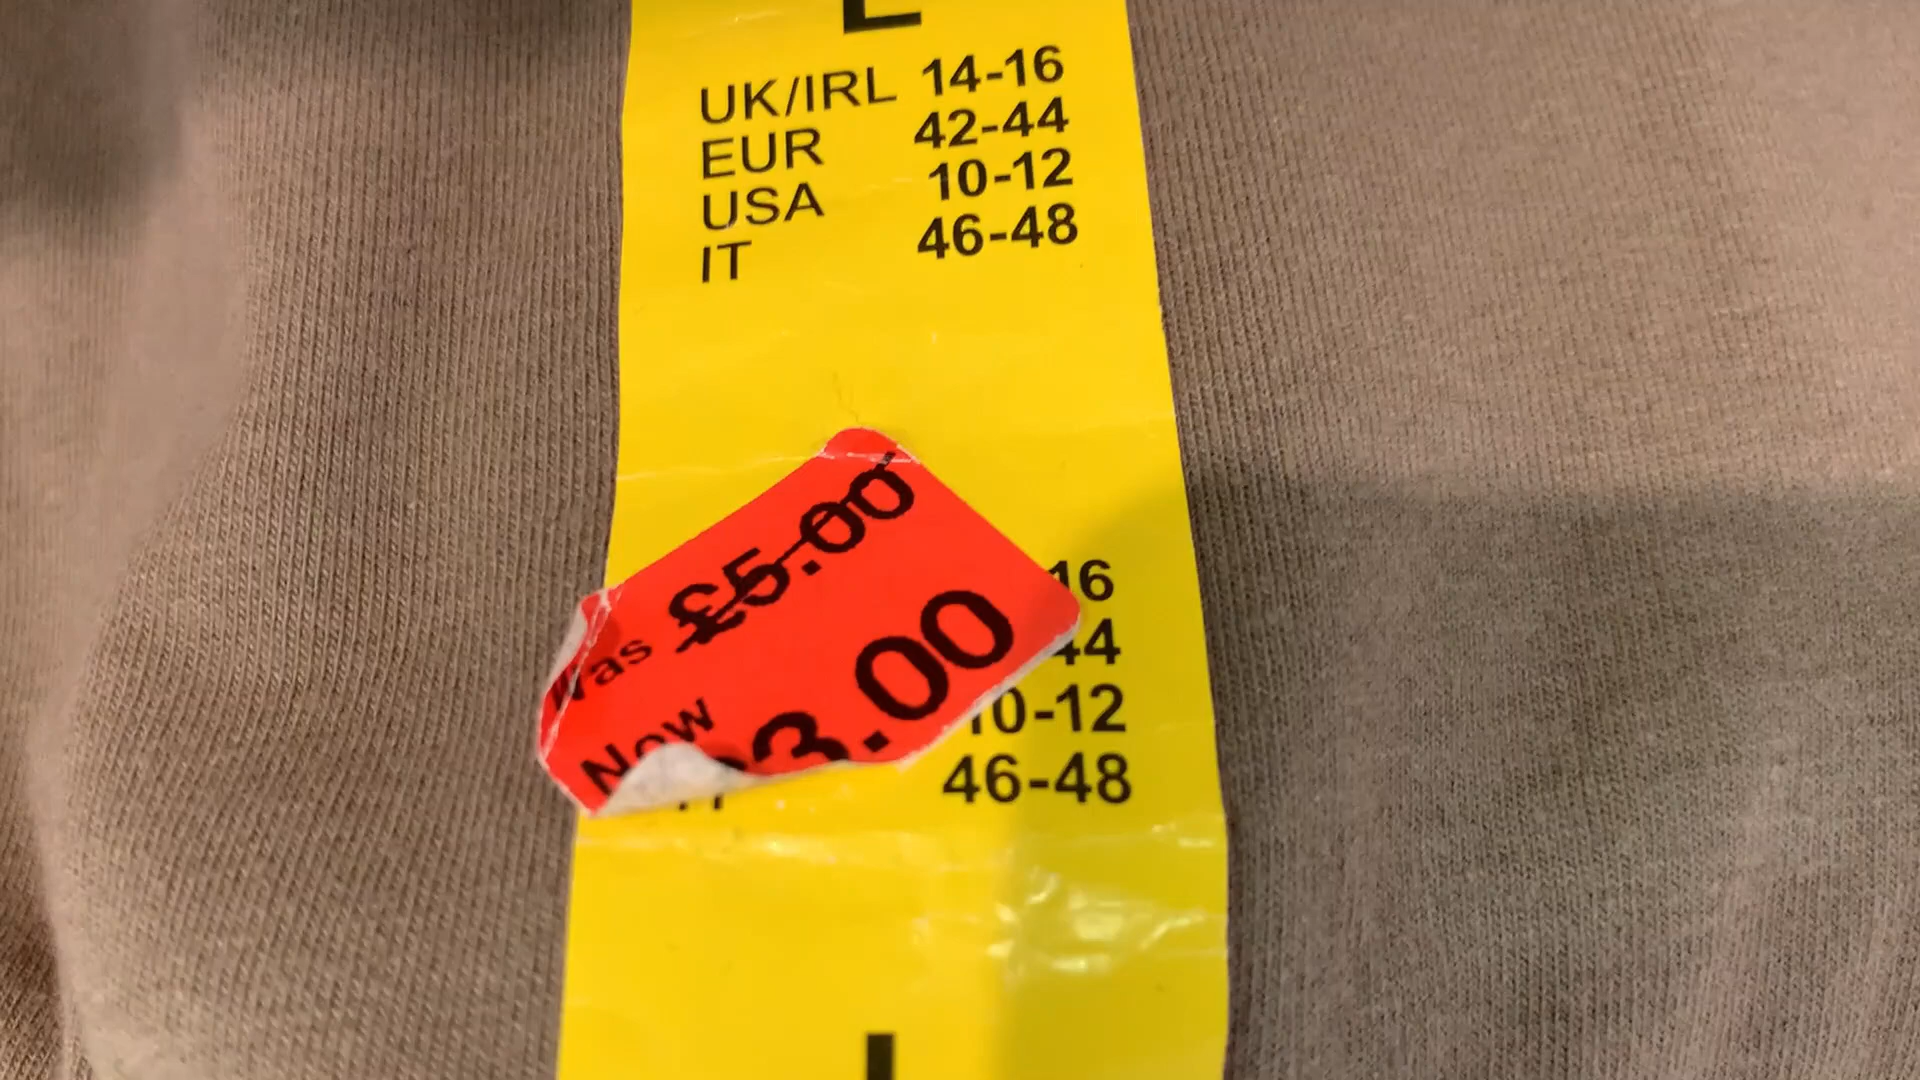 L
UK/IRL 14-16
EUR 42-44
USA 10-12
IT 46-48
Was £5.00
Now 3.00
16
44
10-12
46-48